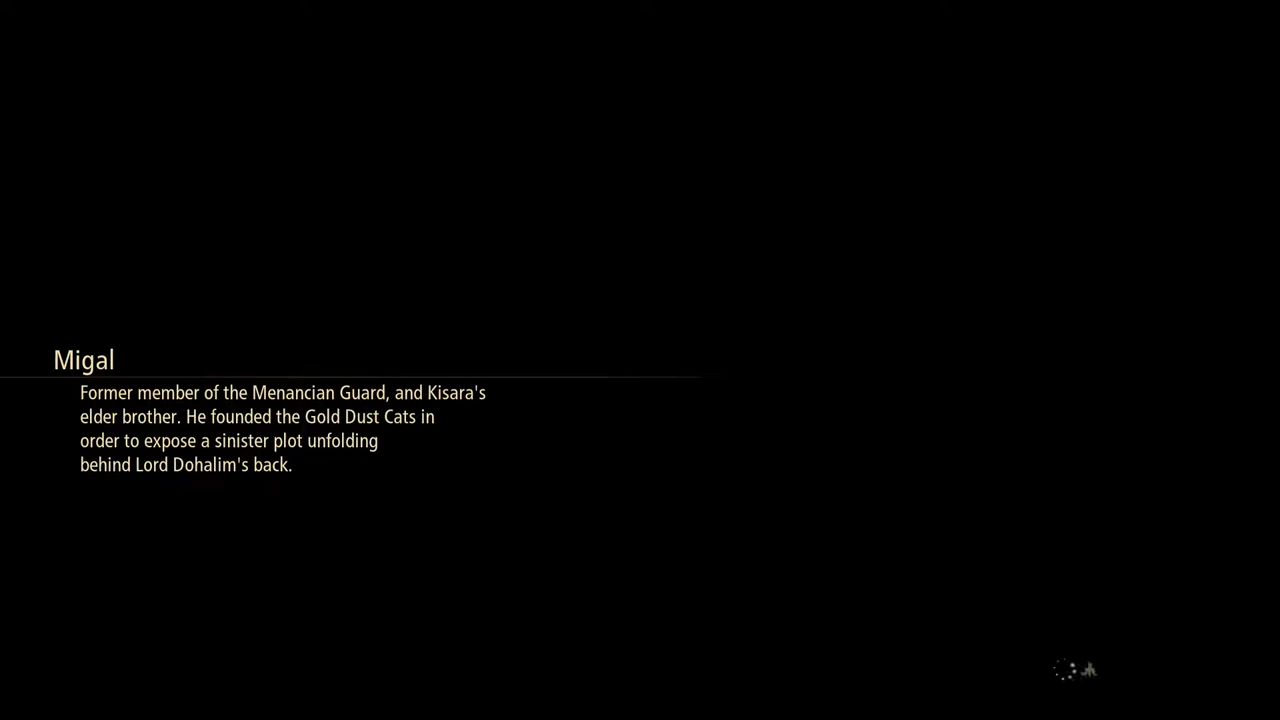 Migal
Former member of the Menancian Guard, and Kisara's
elder brother. He founded the Gold Dust Cats in
order to expose a sinister plot unfolding
behind Lord Dohalim's back.